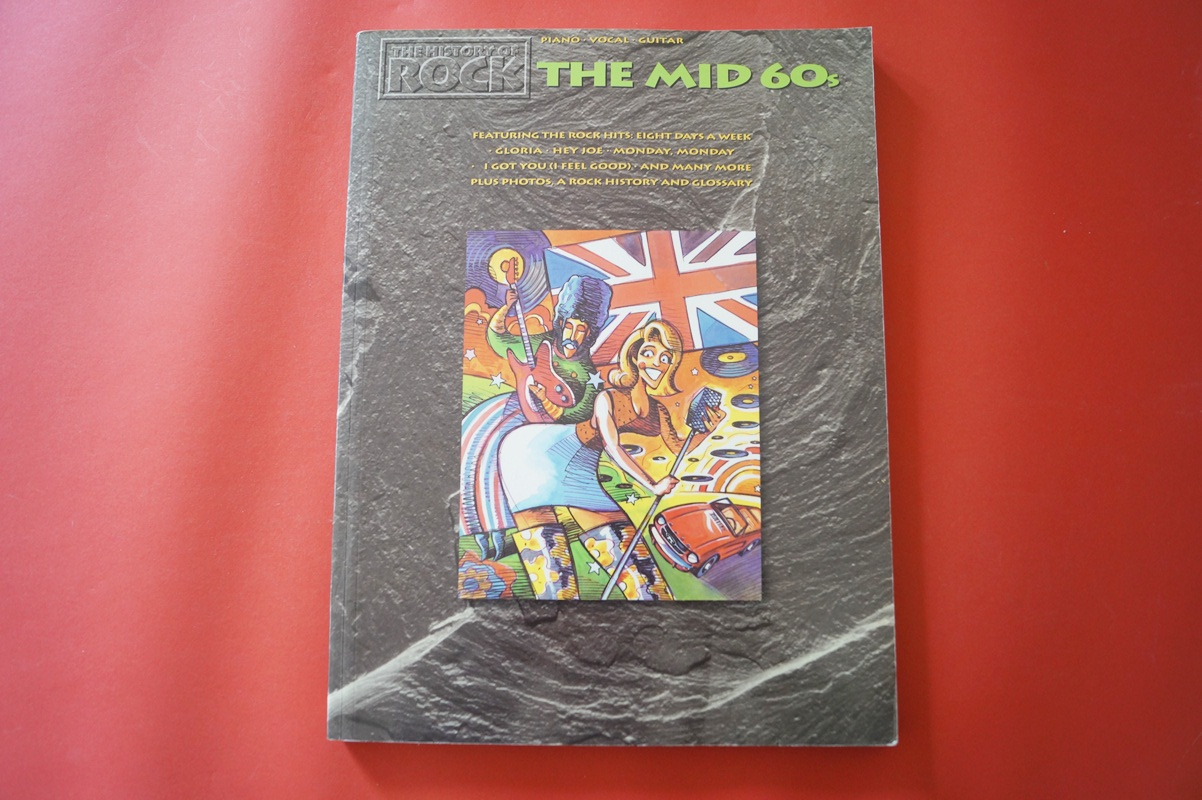 PIANO • VOCAL • GUITAR
THE HISTORY OF
ROCK
THE MID 60s
FEATURING THE ROCK HITS: EIGHT DAYS A WEEK
• GLORIA • HEY JOE • MONDAY, MONDAY
• I GOT YOU (I FEEL GOOD) • AND MANY MORE
PLUS PHOTOS, A ROCK HISTORY AND GLOSSARY